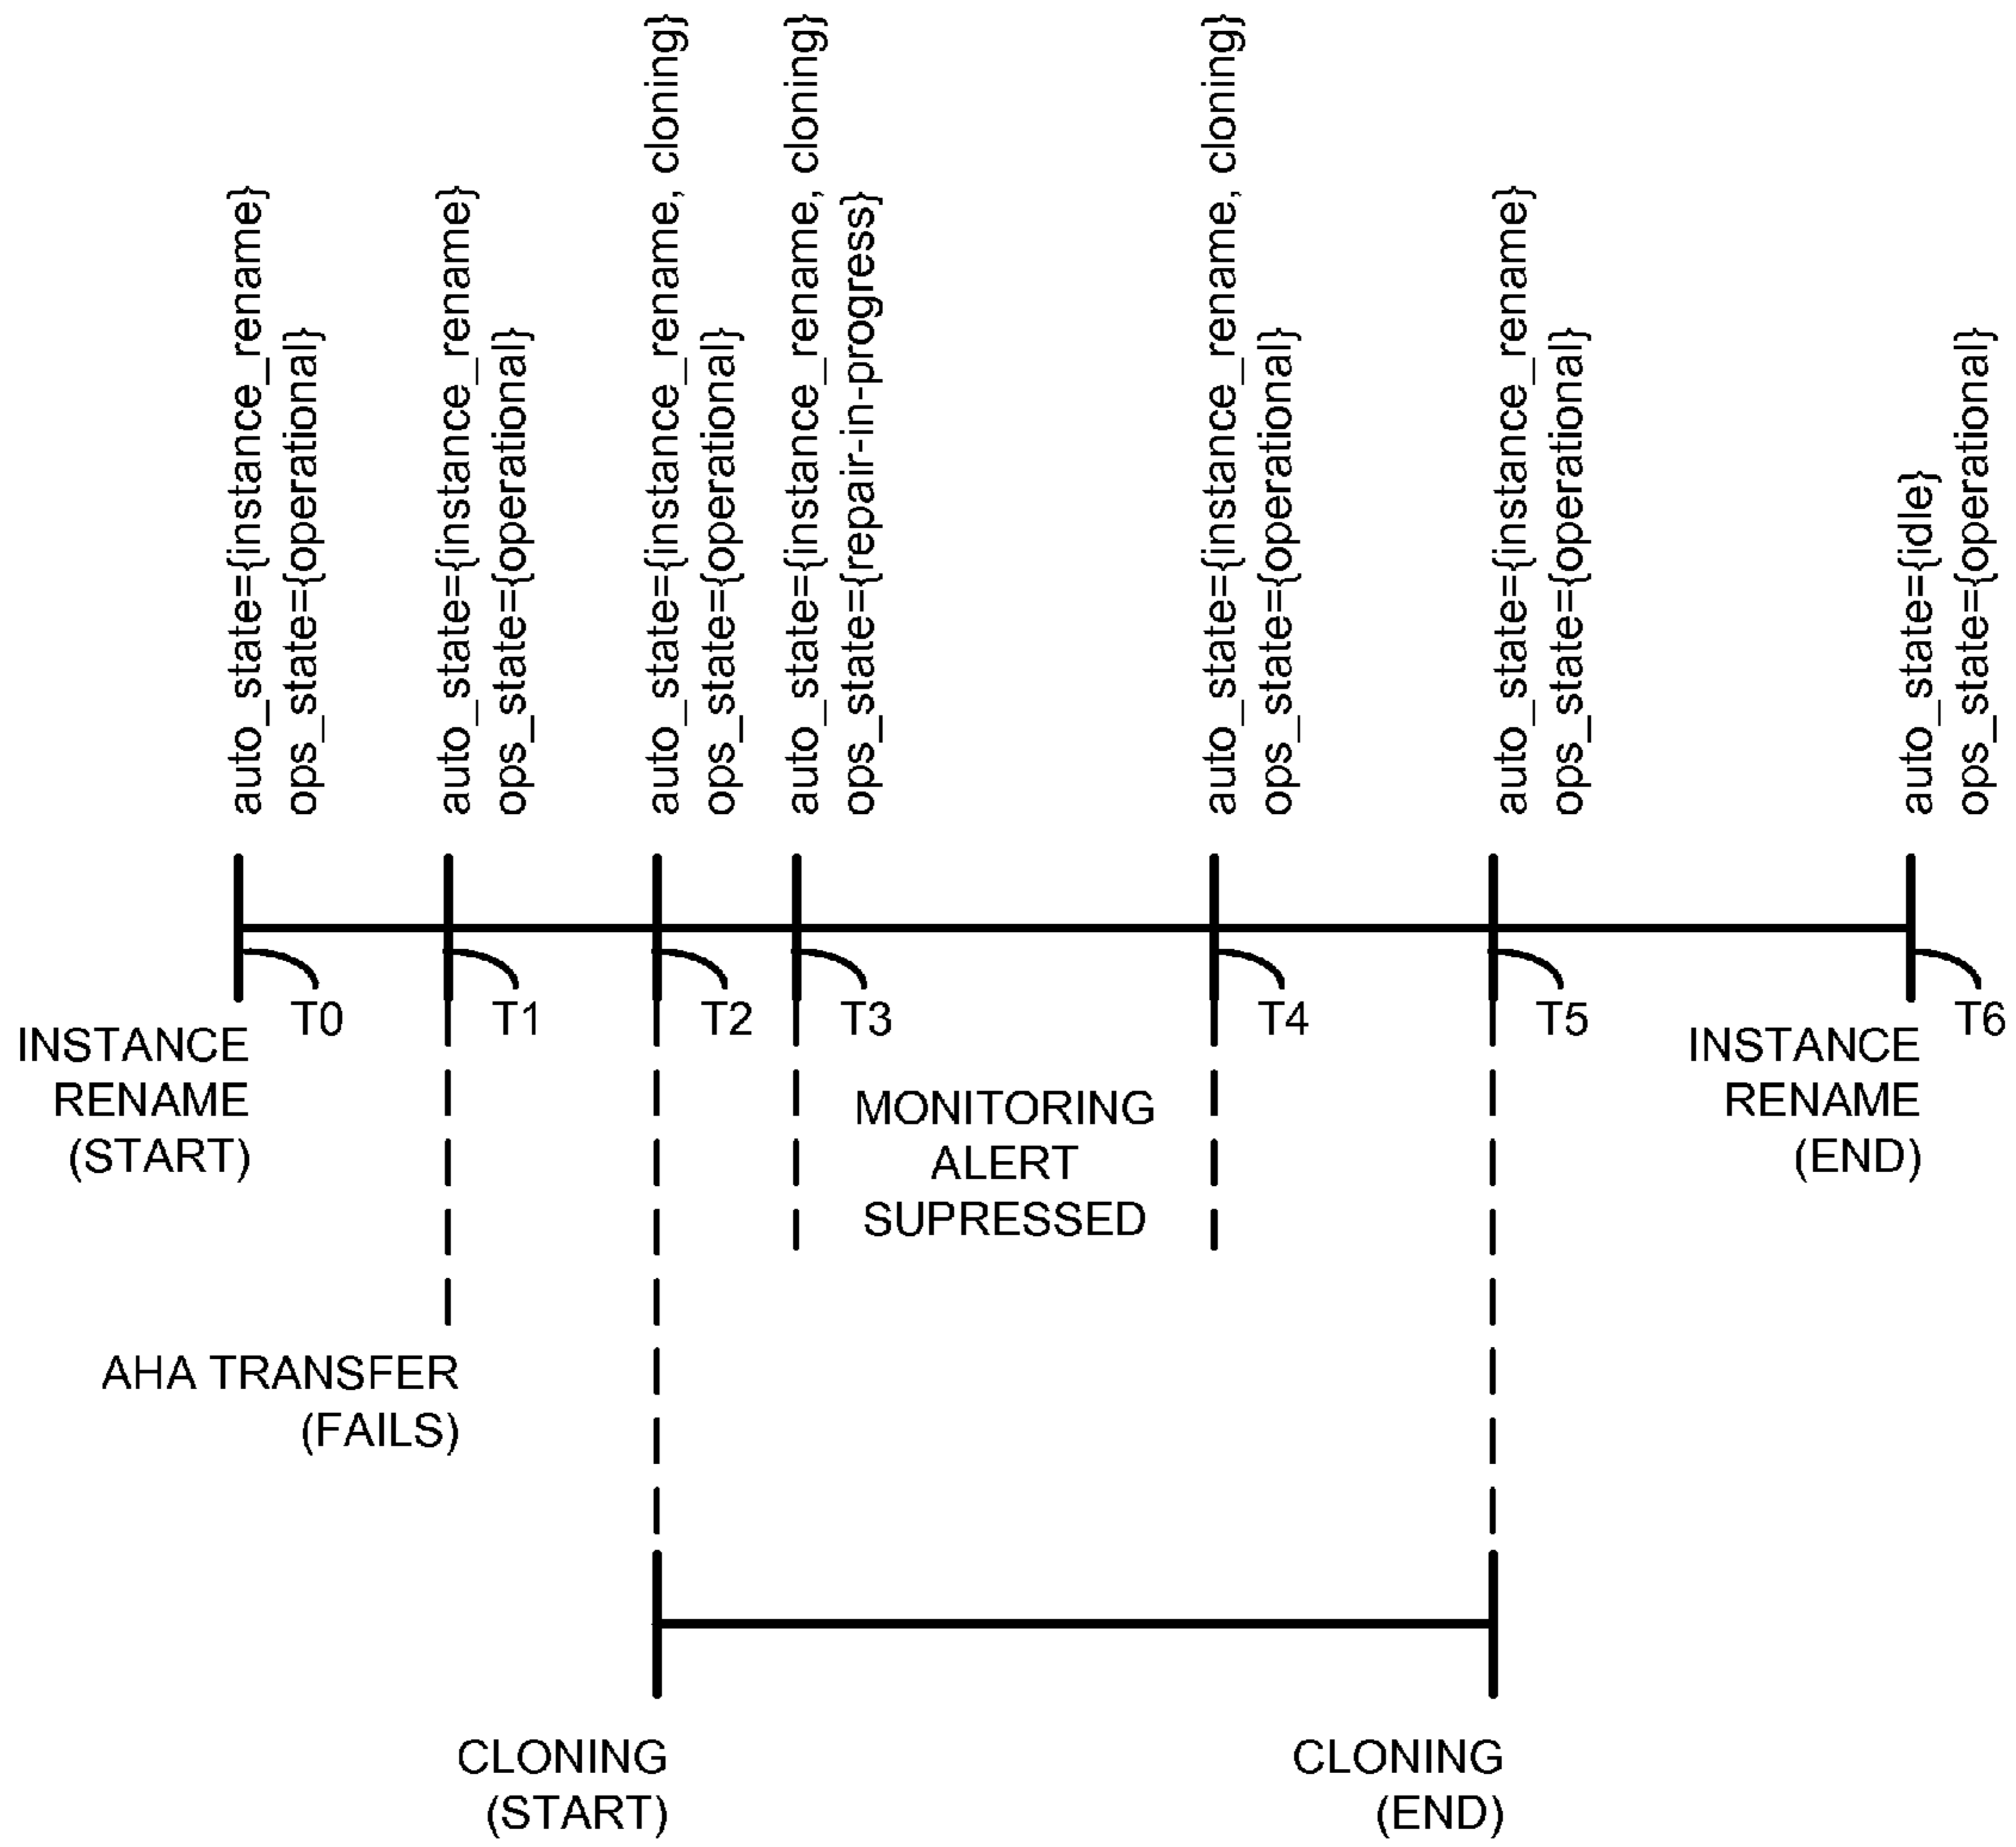 auto_state={instance_rename}
ops_state={operational}
auto_state={instance_rename}
ops_state={operational}
auto_state={instance_rename, cloning}
ops_state={operational}
auto_state={instance_rename, cloning}
ops_state={repair-in-progress}
auto_state={instance_rename, cloning}
ops_state={operational}
auto_state={instance_rename}
ops_state={operational}
auto_state={idle}
ops_state={operational}
T0
T1
T2
T3
T4
T5
T6
INSTANCE
RENAME
(START)
MONITORING
ALERT
SUPRESSED
INSTANCE
RENAME
(END)
AHA TRANSFER
(FAILS)
CLONING
(START)
CLONING
(END)